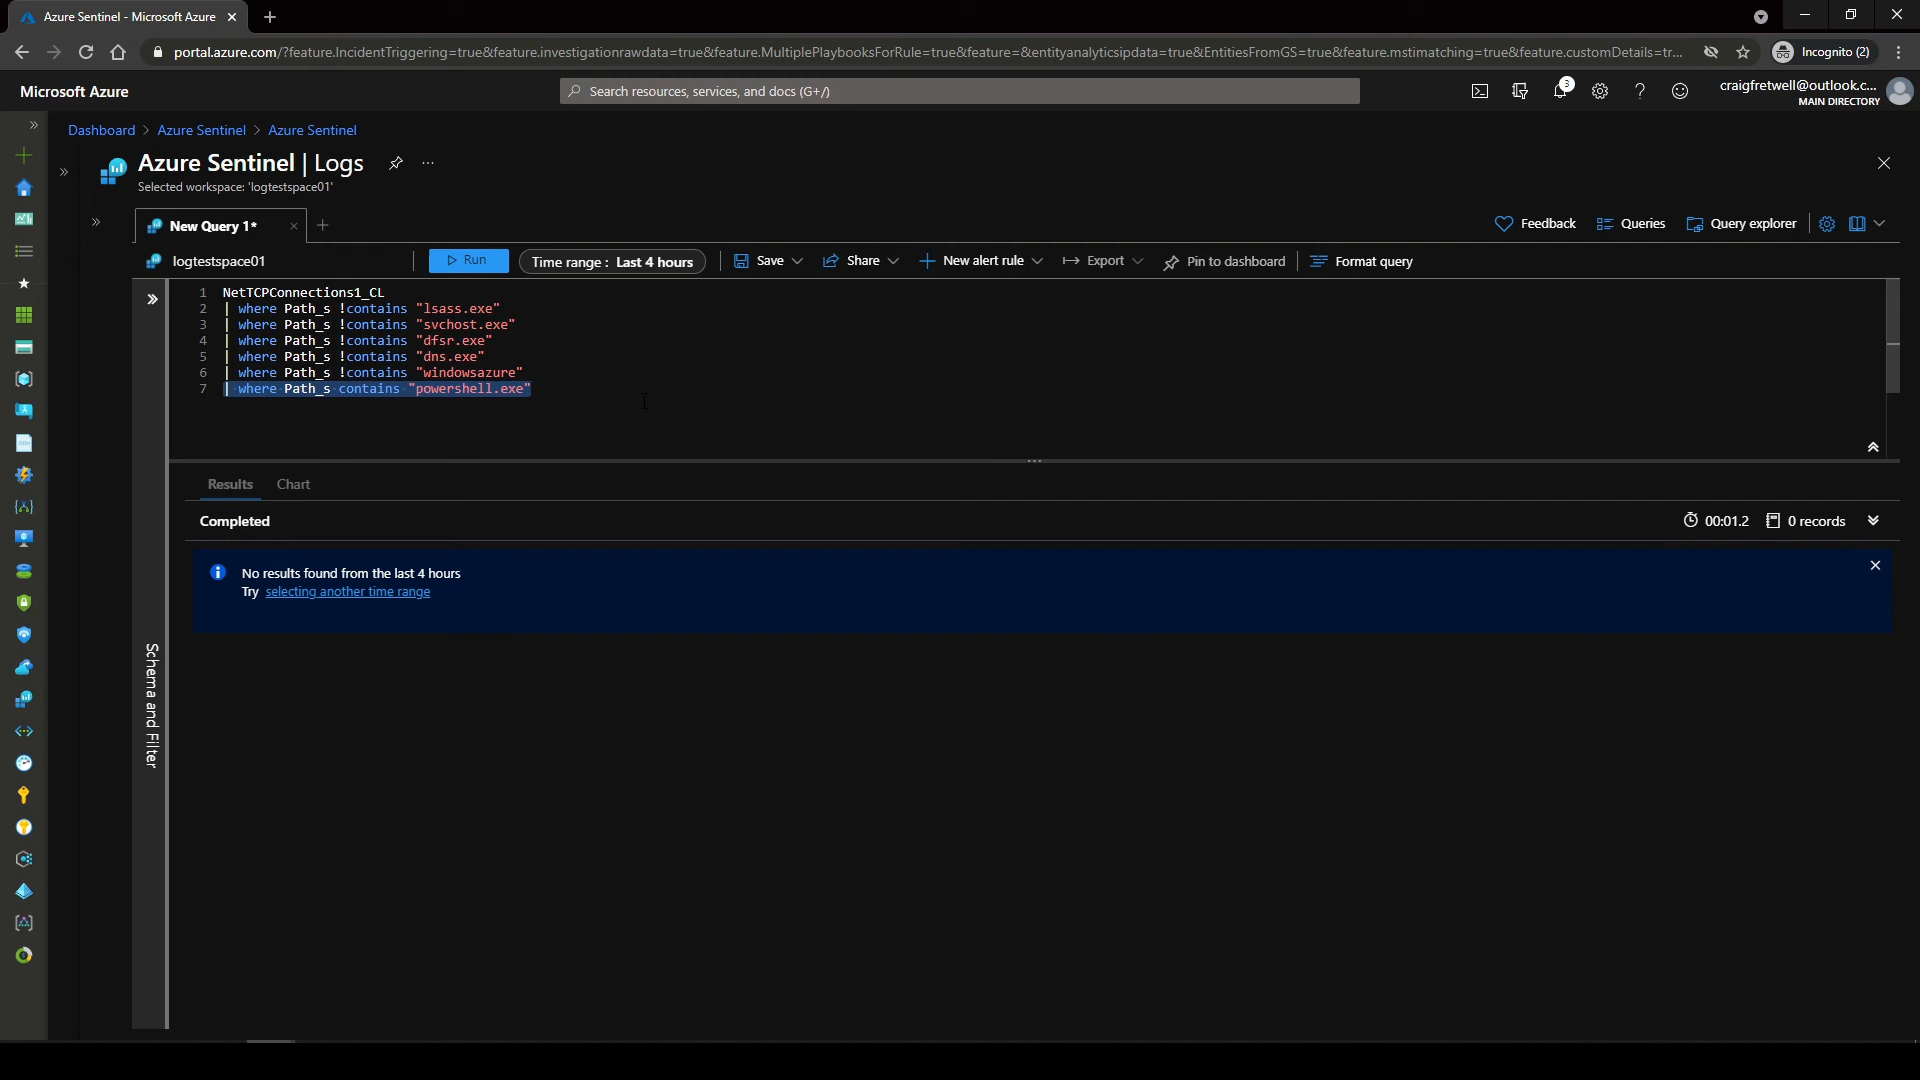 Azure Sentinel - Microsoft Azure
portal.azure.com/?feature.IncidentTriggering=true&feature.investigationrawdata=true&feature.MultiplePlaybooksForRule=true&feature=&entityanalyticsipdata=true&EntitiesFromGS=true&feature.mstimatching=true&feature.customDetails=tr...
Incognito (2)
Microsoft Azure
Search resources, services, and docs (G+/)
3
craigfretwell@outlook.c...
MAIN DIRECTORY
Dashboard > Azure Sentinel > Azure Sentinel
Azure Sentinel | Logs
Selected workspace: 'logtestspace01'
New Query 1*
Feedback
Queries
Query explorer
logtestspace01
Run
Time range : Last 4 hours
Save
Share
New alert rule
Export
Pin to dashboard
Format query
1 NetTCPConnections1_CL
2 | where Path_s !contains "lsass.exe"
3 | where Path_s !contains "svchost.exe"
4 | where Path_s !contains "dfsr.exe"
5 | where Path_s !contains "dns.exe"
6 | where Path_s !contains "windowsazure"
7 | where Path_s contains "powershell.exe"
Schema and Filter
Results Chart
Completed
00:01.2
0 records
No results found from the last 4 hours
Try selecting another time range